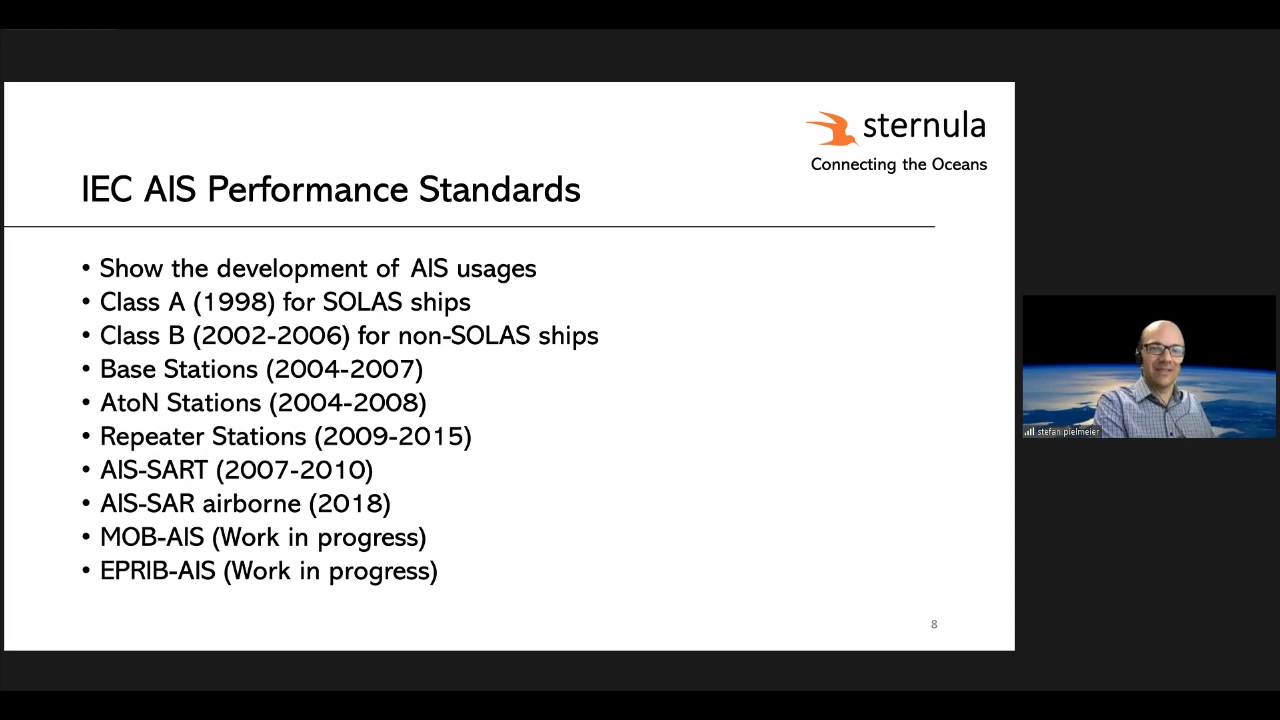 sternula
Connecting the Oceans
IEC AIS Performance Standards
• Show the development of AIS usages
• Class A (1998) for SOLAS ships
• Class B (2002-2006) for non-SOLAS ships
• Base Stations (2004-2007)
• AtoN Stations (2004-2008)
• Repeater Stations (2009-2015)
• AIS-SART (2007-2010)
• AIS-SAR airborne (2018)
• MOB-AIS (Work in progress)
• EPRIB-AIS (Work in progress)
8
stefan pielmeier